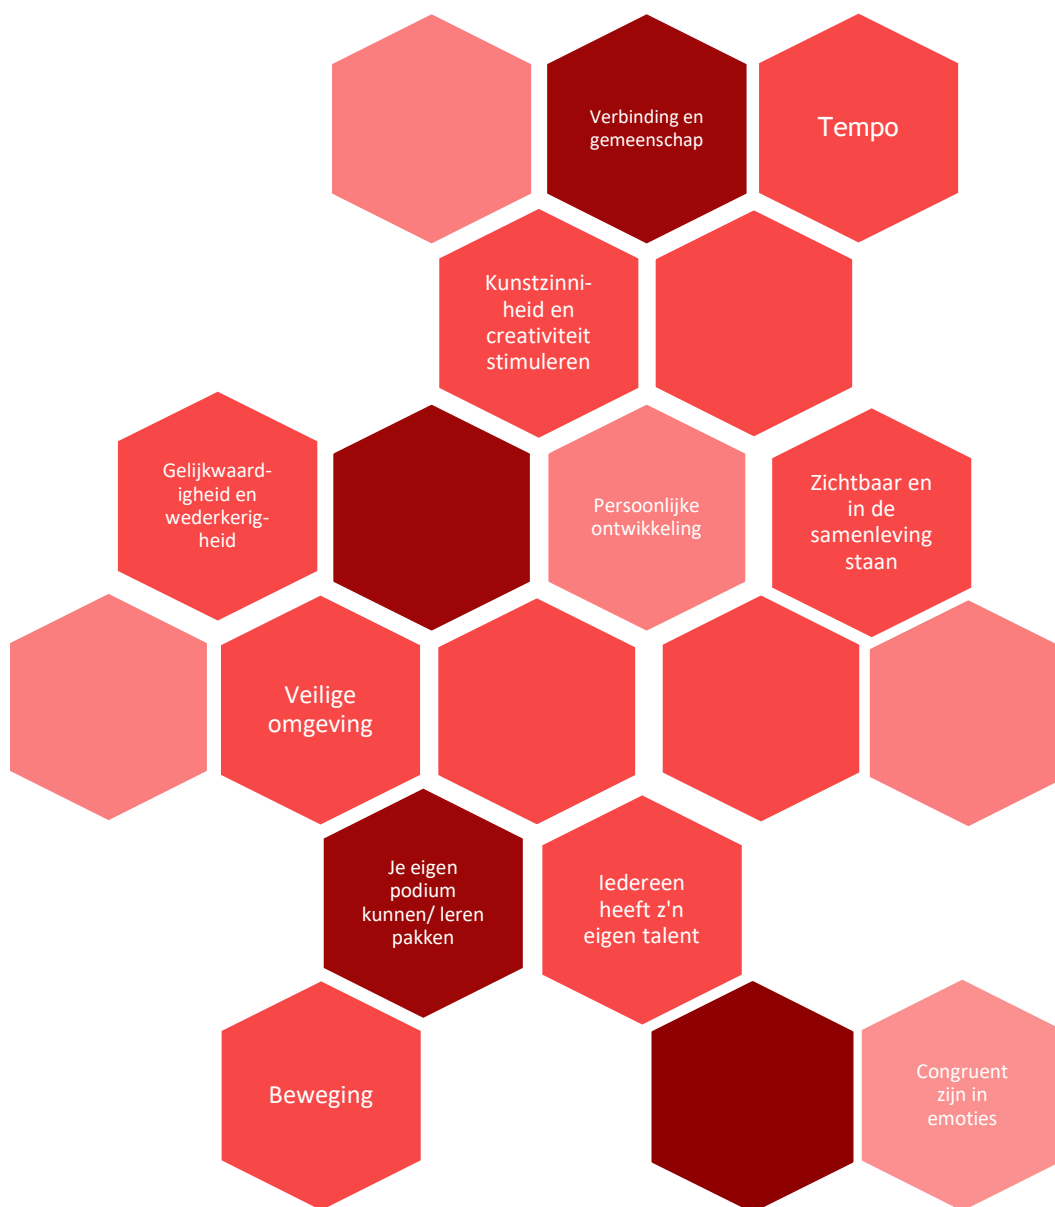 Verbinding en
gemeenschap
Tempo
Kunstzinni-
heid en
creativiteit
stimuleren
Gelijkwaard-
igheid en
wederkerig-
heid
Persoonlijke
ontwikkeling
Zichtbaar en
in de
samenleving
staan
Veilige
omgeving
Je eigen
podium
kunnen/ leren
pakken
Iedereen
heeft z'n
eigen talent
Beweging
Congruent
zijn in
emoties